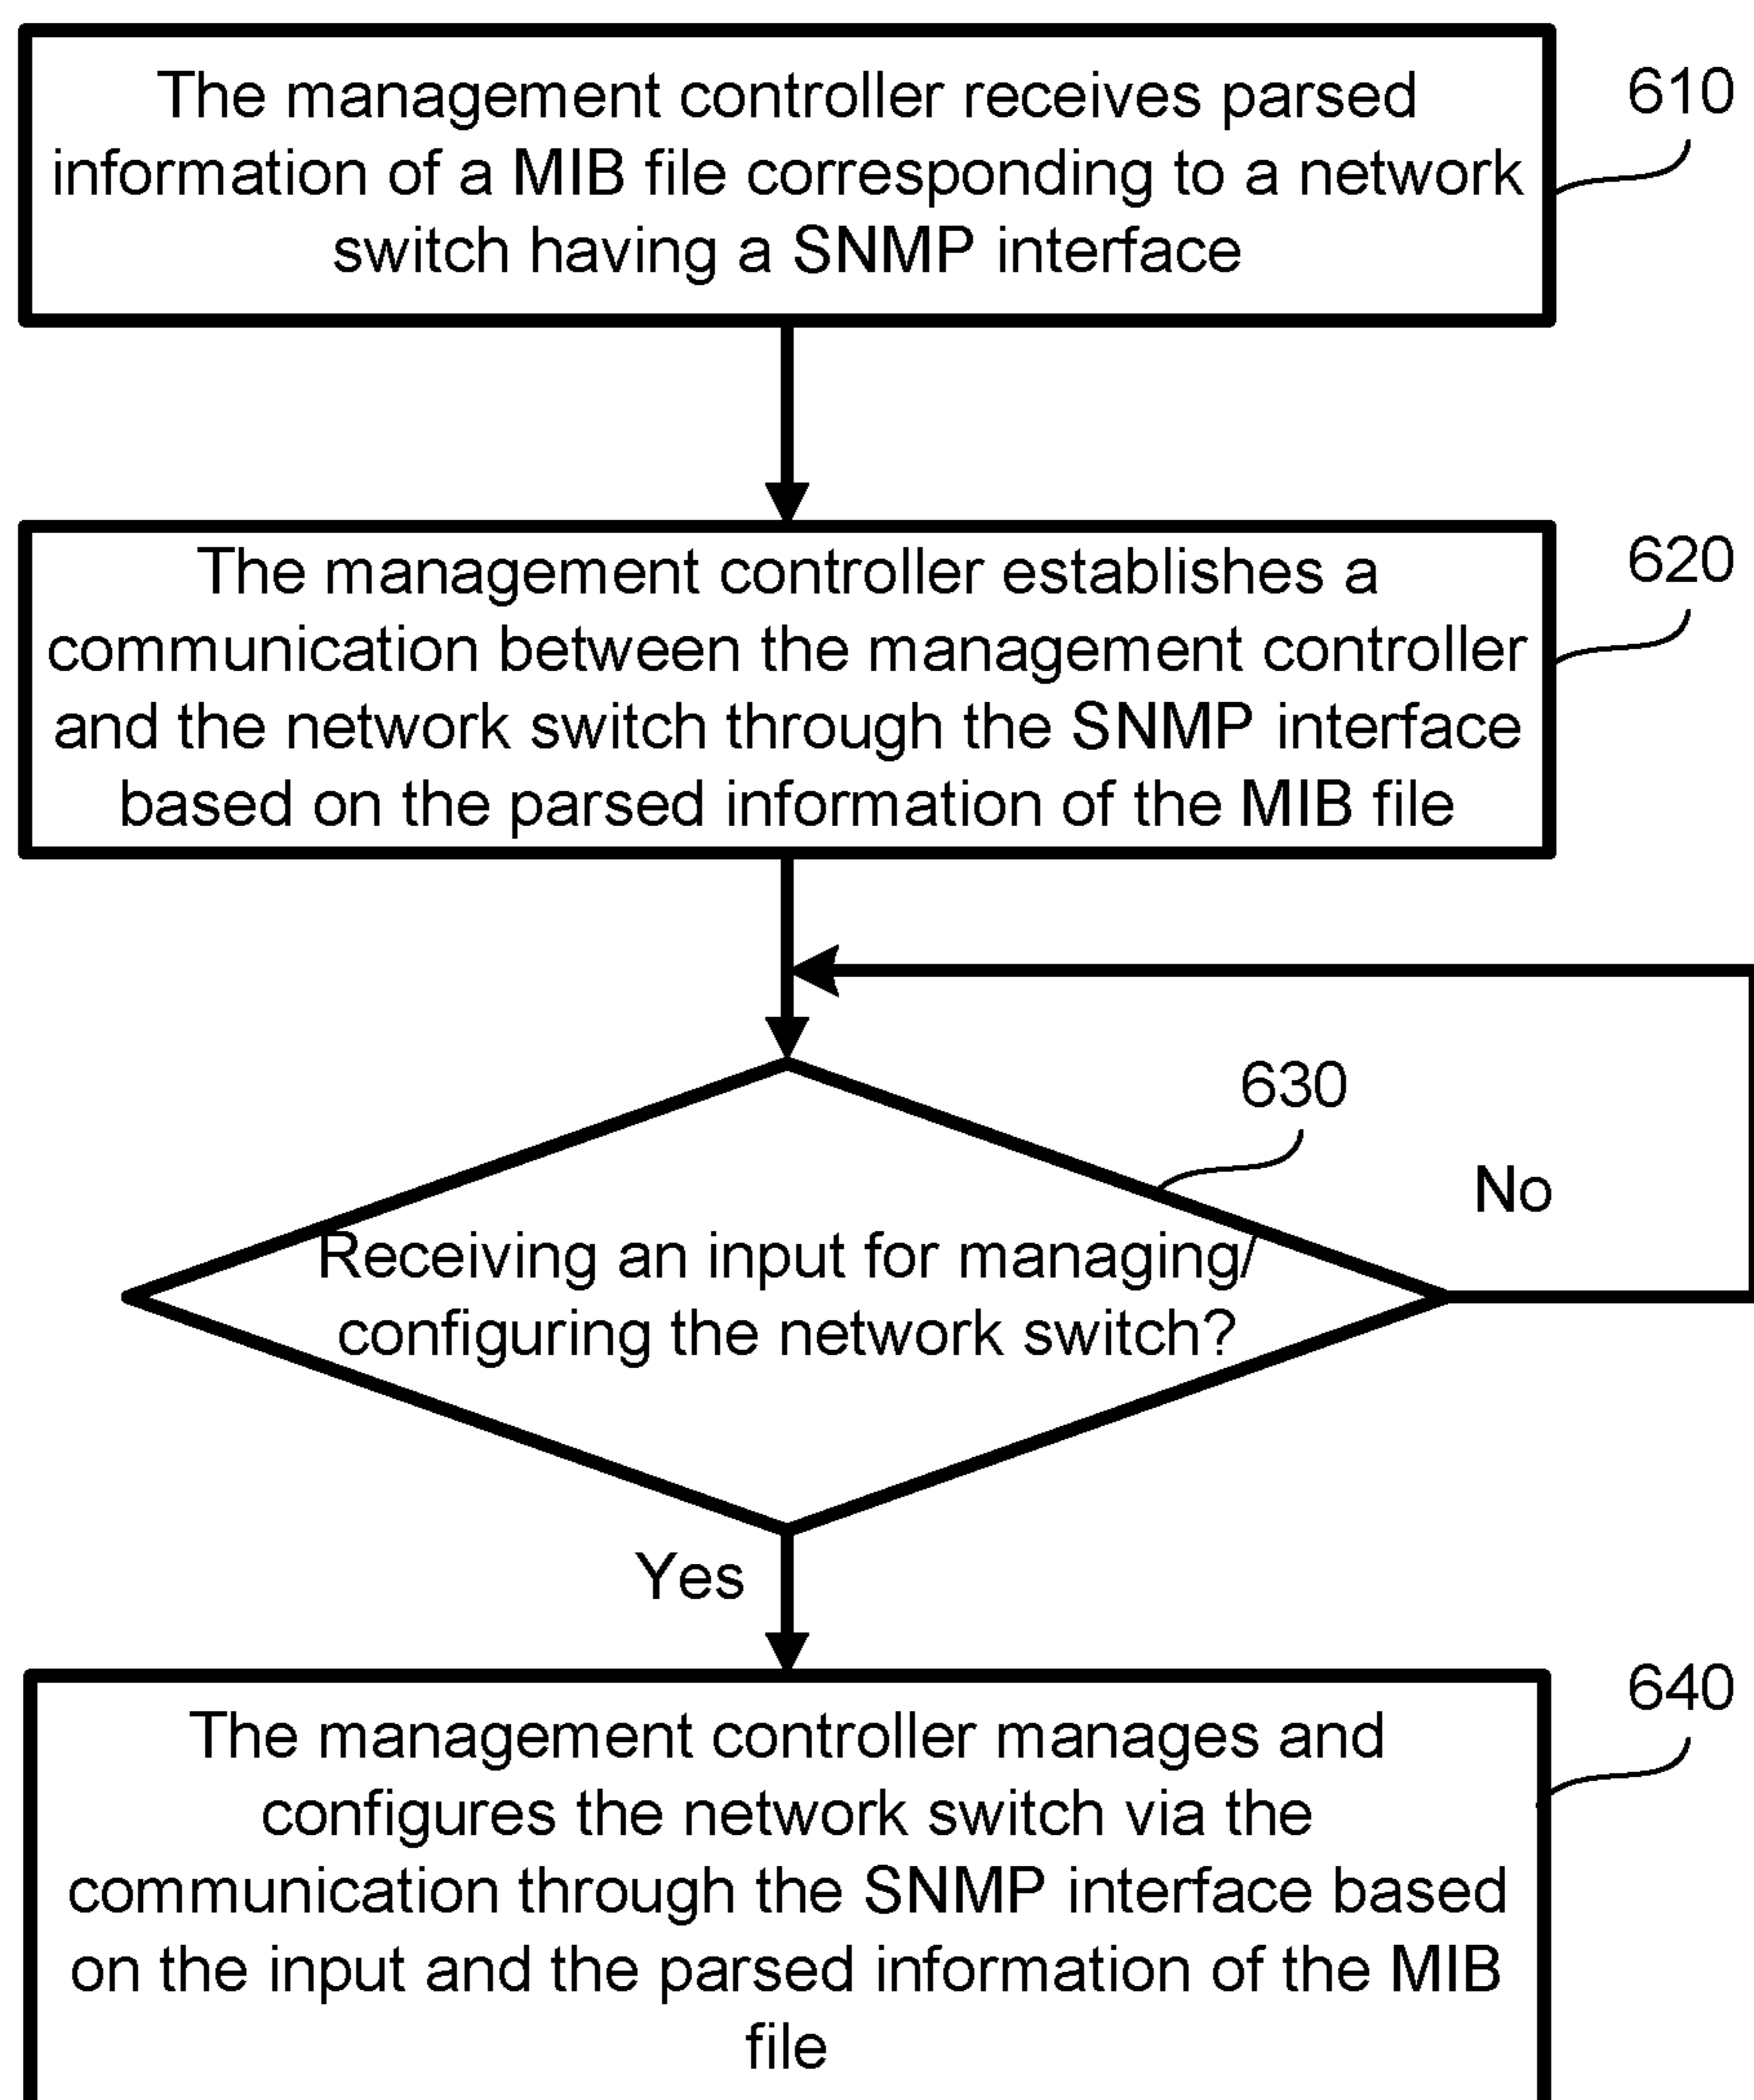 The management controller receives parsed
information of a MIB file corresponding to a network
switch having a SNMP interface
610
The management controller establishes a
communication between the management controller
and the network switch through the SNMP interface
based on the parsed information of the MIB file
620
630
No
Receiving an input for managing/
configuring the network switch?
Yes
The management controller manages and
configures the network switch via the
communication through the SNMP interface based
on the input and the parsed information of the MIB
file
640